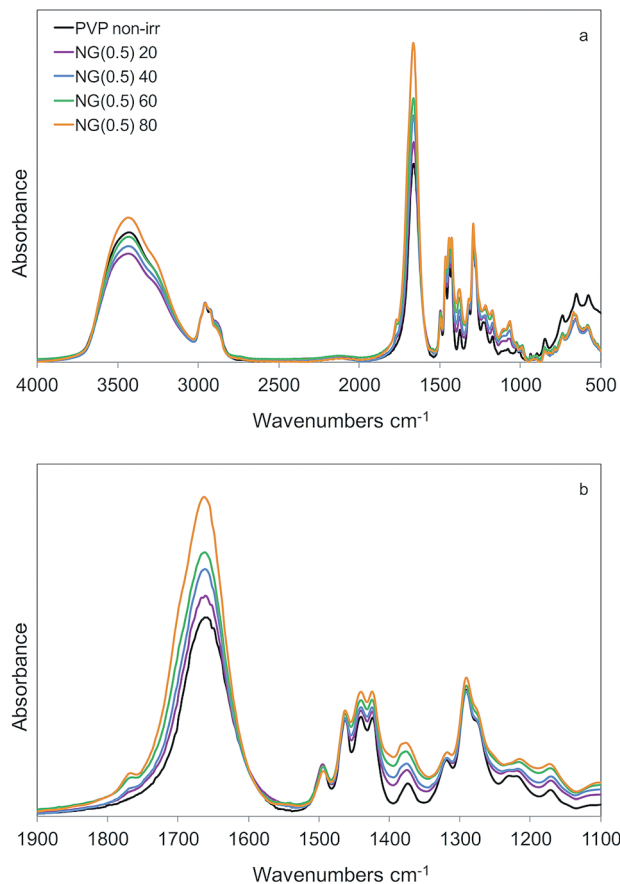 a
PVP non-irr
NG(0.5) 20
NG(0.5) 40
NG(0.5) 60
NG(0.5) 80
Absorbance
4000 3500 3000 2500 2000 1500 1000 500
Wavenumbers cm⁻¹
b
Absorbance
1900 1800 1700 1600 1500 1400 1300 1200 1100
Wavenumbers cm⁻¹